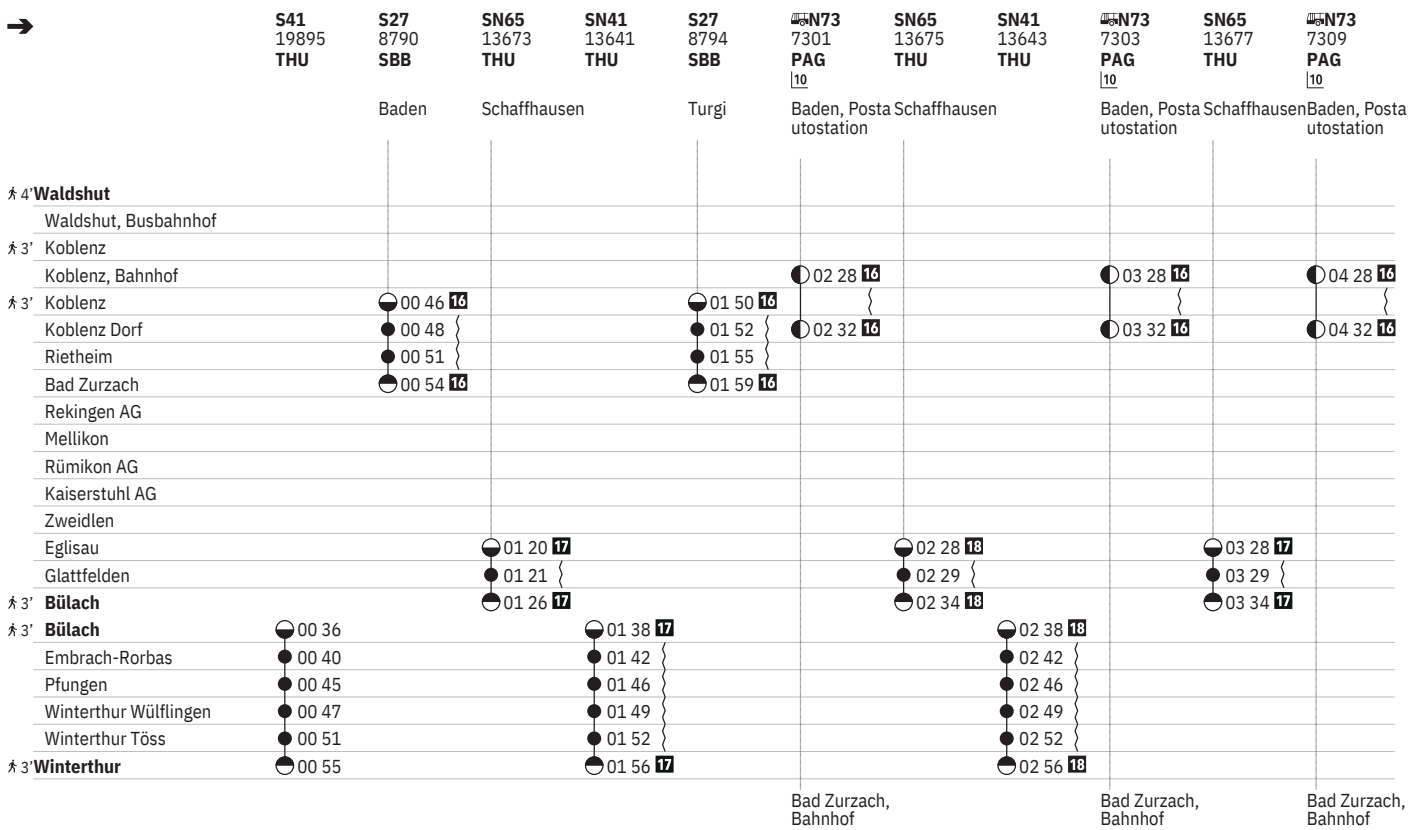 S41 S27 SN65 SN41 S27 N73 SN65 SN41 N73 SN65 N73
19895 8790 13673 13641 8794 7301 13675 13643 7303 13677 7309
THU SBB THU THU SBB PAG THU THU PAG THU PAG
10 10 10
Baden Schaffhausen Turgi Baden, Posta Schaffhausen Baden, Posta Schaffhausen Baden, Posta
utostation utostation utostation
4’ Waldshut
Waldshut, Busbahnhof
3’ Koblenz
Koblenz, Bahnhof 02 28 16 03 28 16 04 28 16
3’ Koblenz 00 46 16 01 50 16
Koblenz Dorf 00 48 01 52 02 32 16 03 32 16 04 32 16
Rietheim 00 51 01 55
Bad Zurzach 00 54 16 01 59 16
Rekingen AG
Mellikon
Rümikon AG
Kaiserstuhl AG
Zweidlen
Eglisau 01 20 17 02 28 18 03 28 17
Glattfelden 01 21 02 29 03 29
3’ Bülach 01 26 17 02 34 18 03 34 17
3’ Bülach 00 36 01 38 17 02 38 18
Embrach-Rorbas 00 40 01 42 02 42
Pfungen 00 45 01 46 02 46
Winterthur Wülflingen 00 47 01 49 02 49
Winterthur Töss 00 51 01 52 02 52
3’ Winterthur 00 55 01 56 17 02 56 18
Bad Zurzach, Bad Zurzach, Bad Zurzach,
Bahnhof Bahnhof Bahnhof